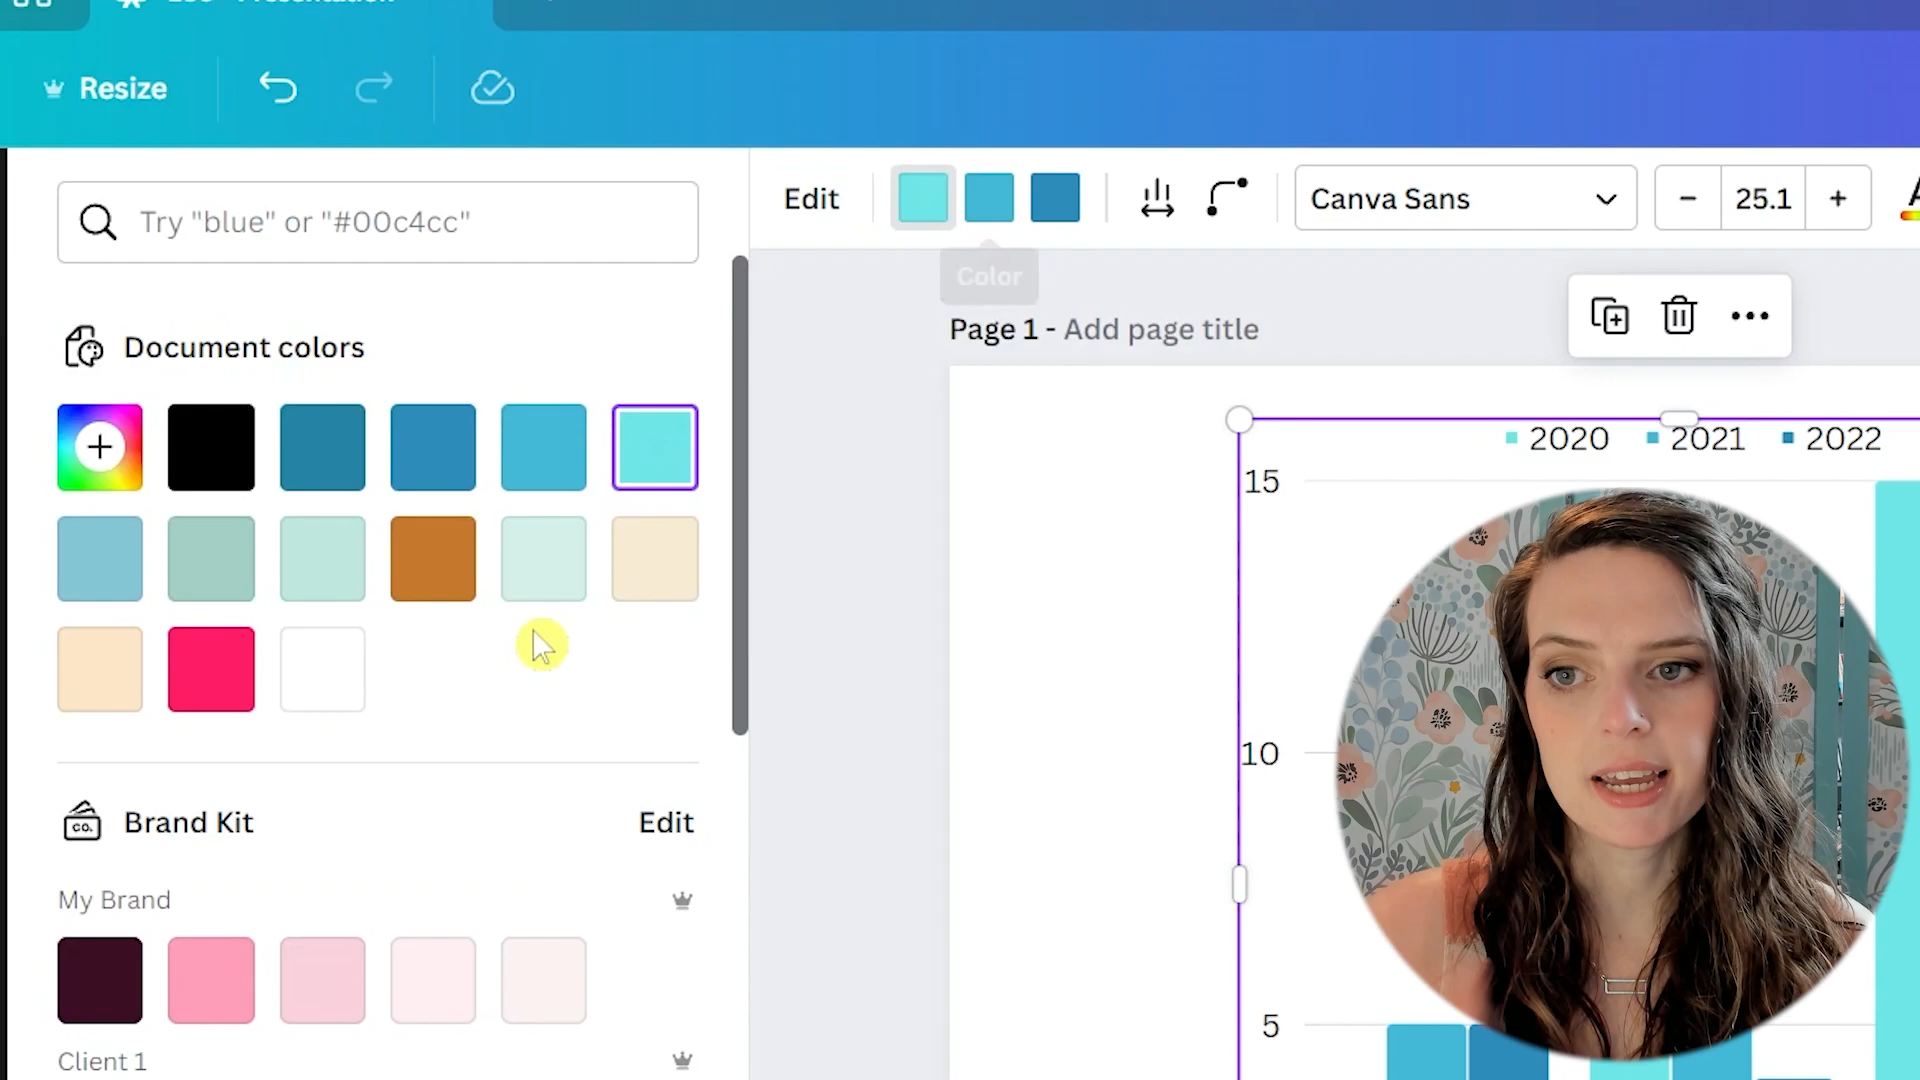 Resize
Try "blue" or "#00c4cc"
Edit
Canva Sans
25.1
Color
Document colors
Page 1 - Add page title
2020 2021 2022
15
10
5
Brand Kit
Edit
CO.
My Brand
Client 1